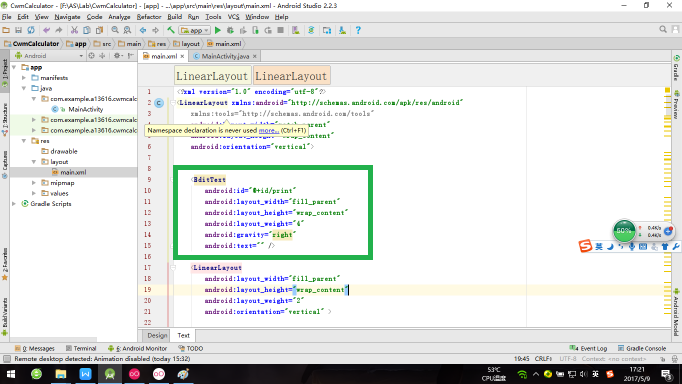 CwmCalculator - [F:\AS\Lab\CwmCalculator] - [app] - ...\app\src\main\res\layout\main.xml - Android Studio 2.2.3
File Edit View Navigate Code Analyze Refactor Build Run Tools VCS Window Help
app
CwmCalculator app src main res layout main.xml
Android
main.xml MainActivity.java
app
manifests
java
com.example.a13616.cwmcalc
MainActivity
com.example.a13616.cwmcalc
com.example.a13616.cwmcalc
res
drawable
layout
main.xml
mipmap
values
Gradle Scripts
1: Project
7: Structure
Captures
2: Favorites
Build Variants
Gradle
Preview
Android Model
LinearLayout LinearLayout
1 <?xml version="1.0" encoding="utf-8"?>
2 <LinearLayout xmlns:android="http://schemas.android.com/apk/res/android"
3 xmlns:tools="http://schemas.android.com/tools"
Namespace declaration is never used more... (Ctrl+F1)
6 android:orientation="vertical">
7
8
9 <EditText
10 android:id="@+id/print"
11 android:layout_width="fill_parent"
12 android:layout_height="wrap_content"
13 android:layout_weight="4"
14 android:gravity="right"
15 android:text="" />
16
17 <LinearLayout
18 android:layout_width="fill_parent"
19 android:layout_height="wrap_content"
20 android:layout_weight="2"
21 android:orientation="vertical" >
22
60% 0.4K/s
0.4K/s
英
Design Text
0: Messages Terminal 6: Android Monitor TODO 4 Event Log Gradle Console
Remote desktop detected: Animation disabled (today 15:32) 19:45 CRLF UTF-8 Context: <no context>
53℃
CPU温度
英
17:21
2017/5/9